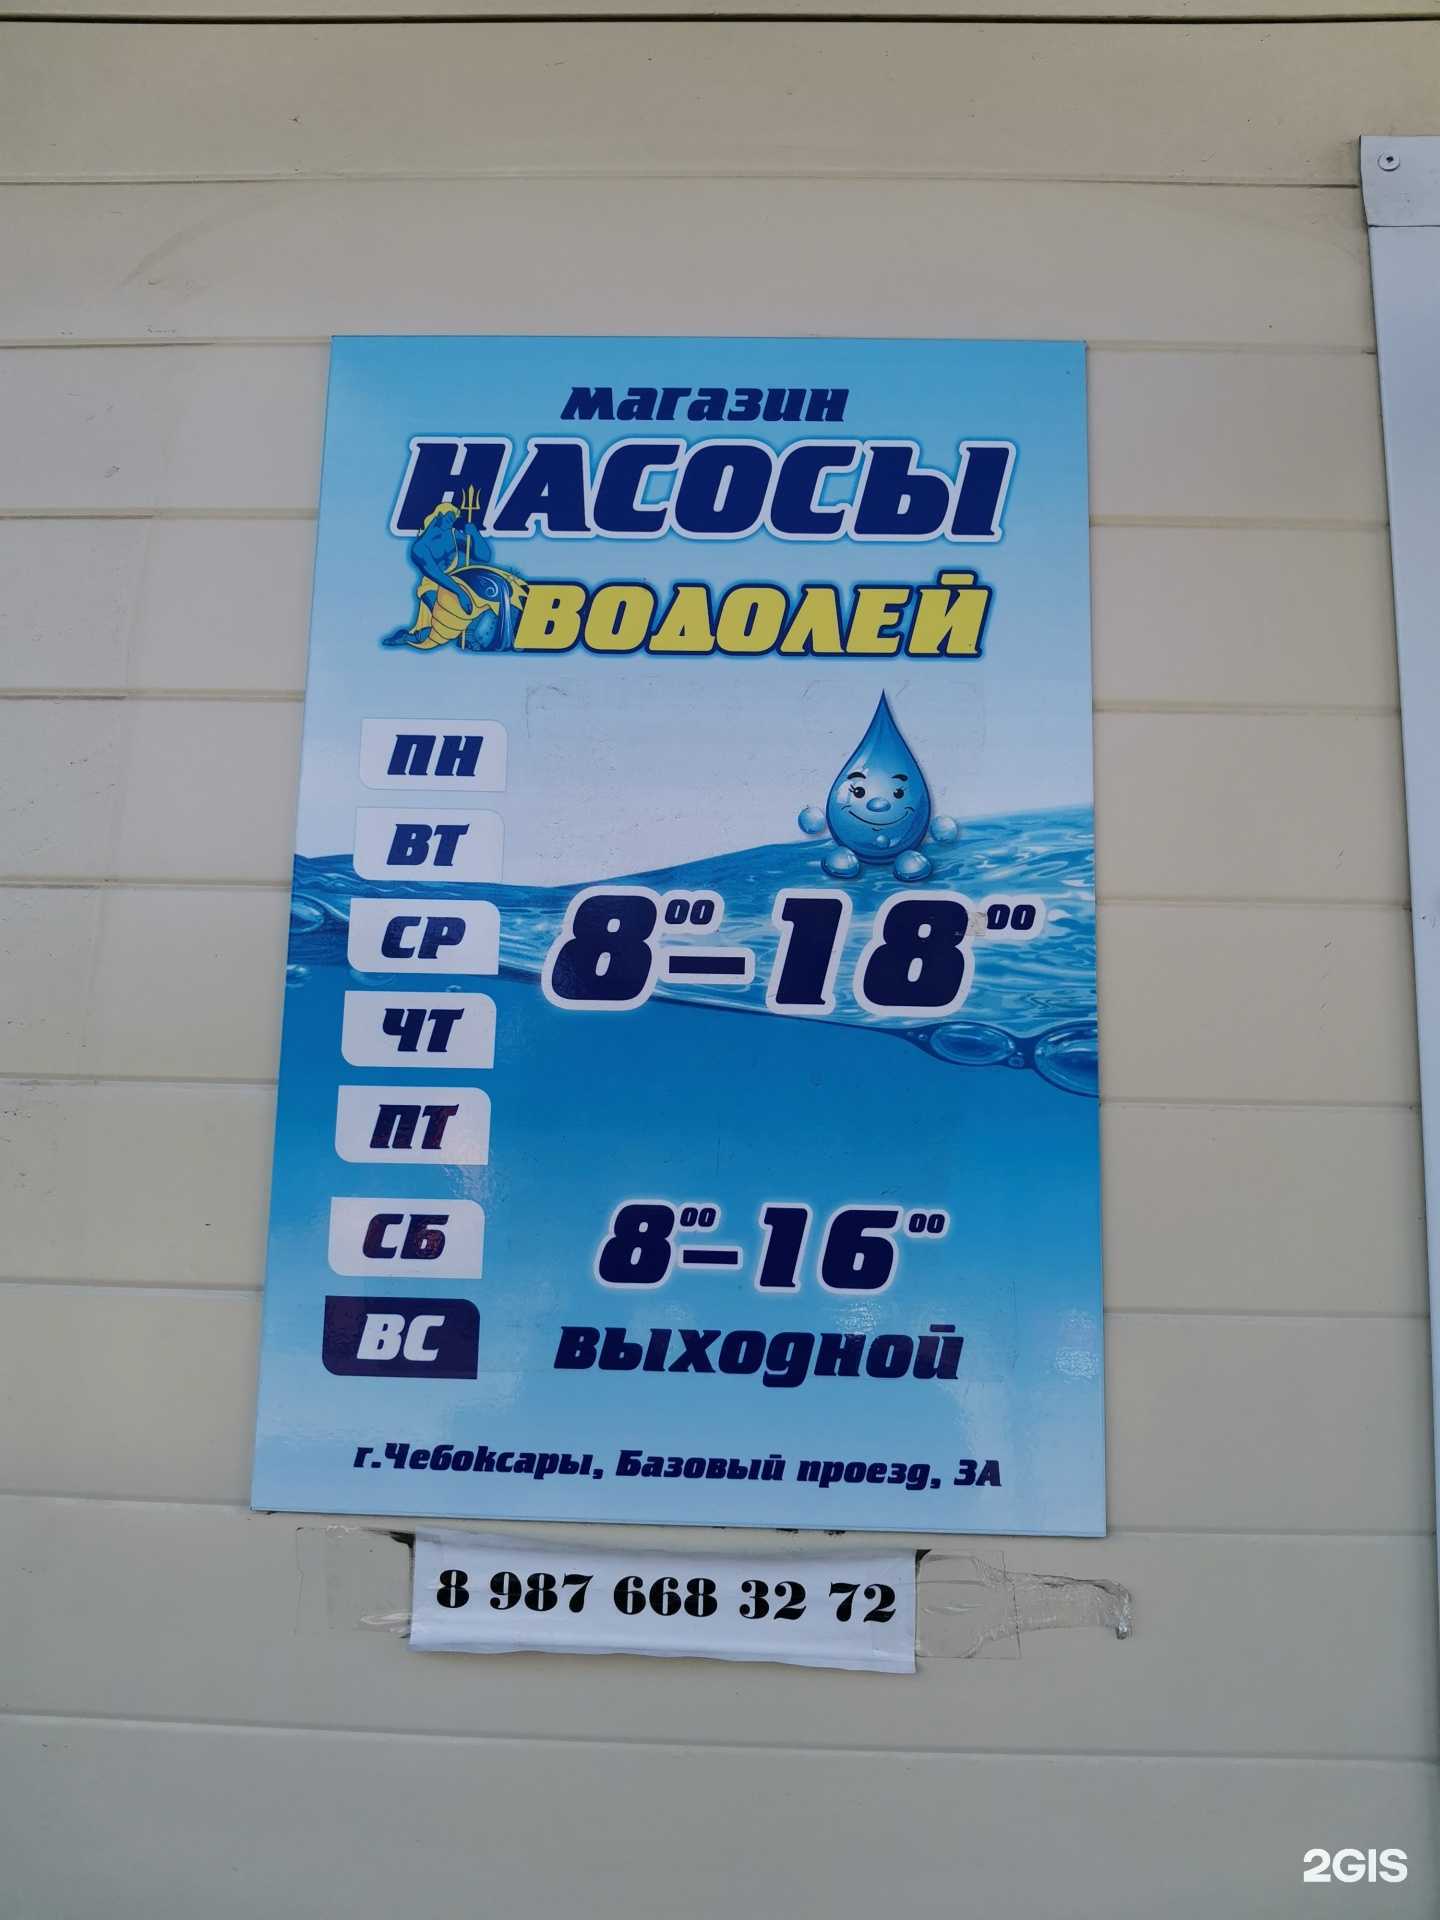 магазин
НАСОСЫ
ВОДОЛЕЙ
ПН
ВТ
СР
8⁰⁰–18⁰⁰
ЧТ
ПТ
СБ
8⁰⁰–16⁰⁰
ВС
выходной
г.Чебоксары, Базовый проезд, 3А
8 987 668 32 72
2GIS